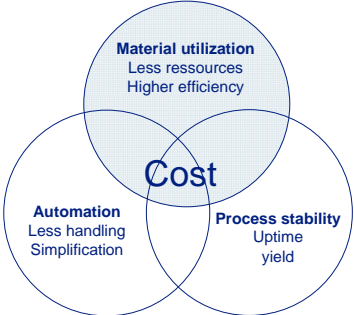 Material utilization
Less ressources
Higher efficiency
Cost
Automation
Less handling
Simplification
Process stability
Uptime
yield